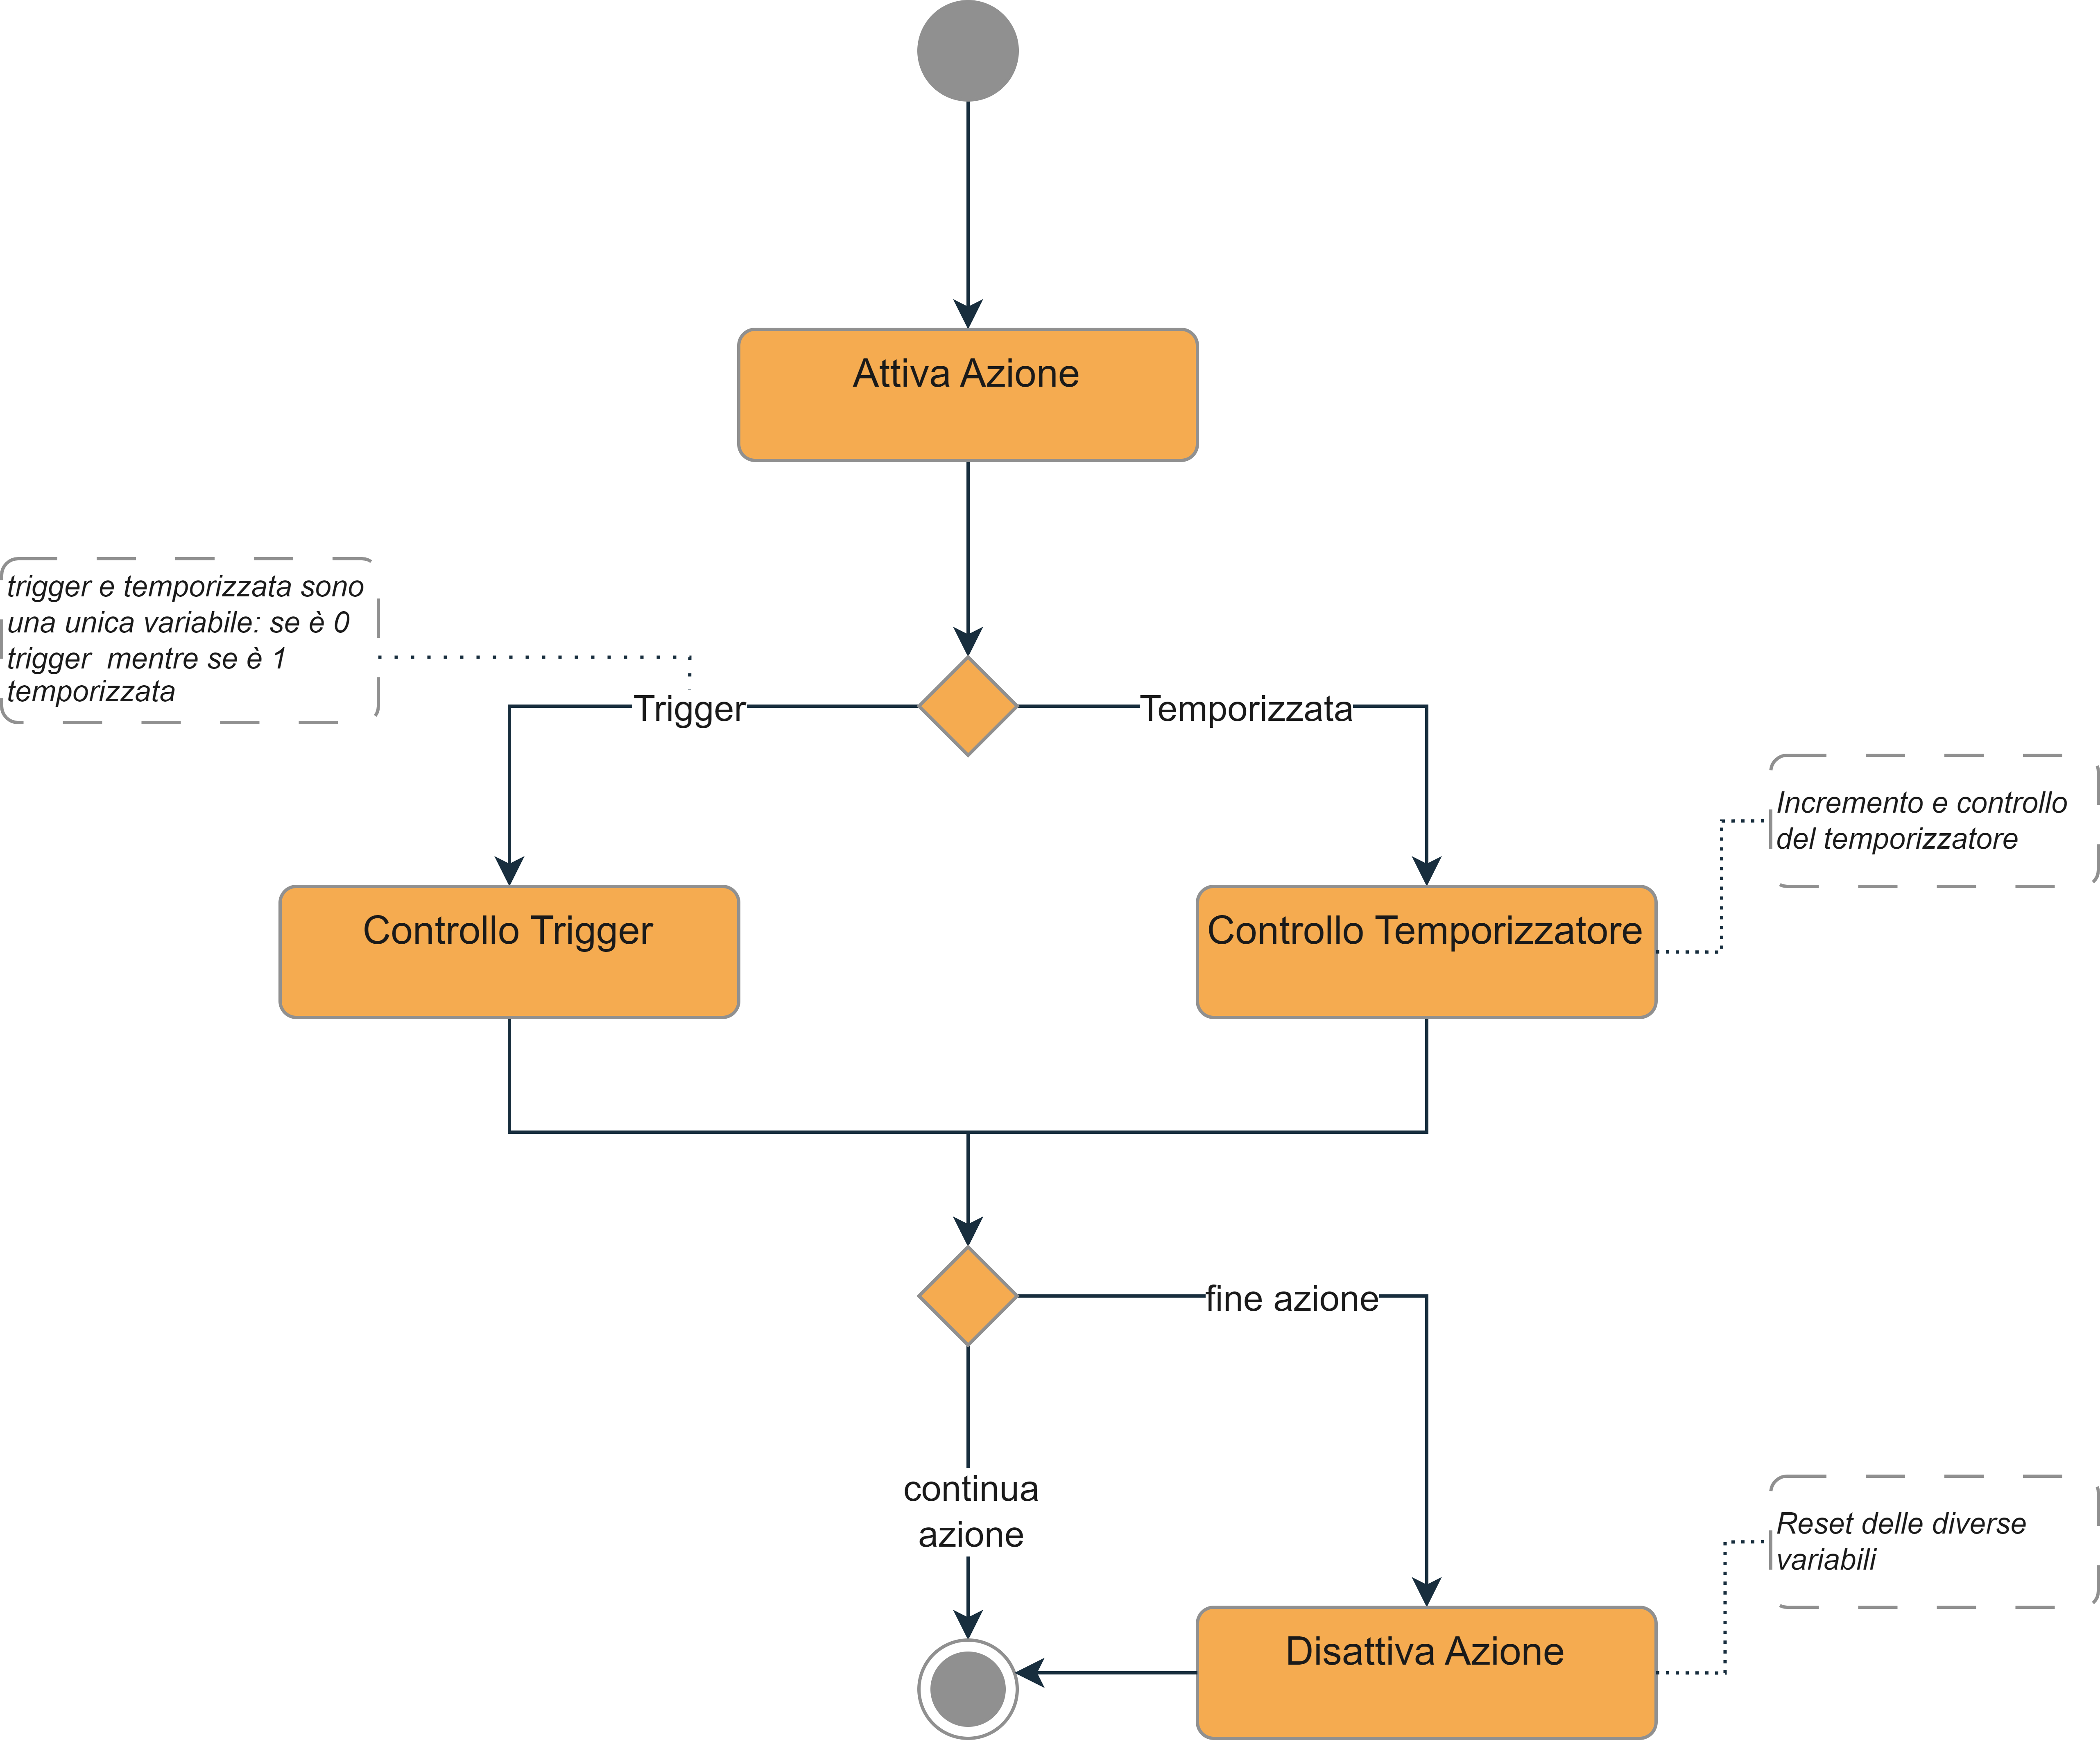 Attiva Azione
trigger e temporizzata sono
una unica variabile: se è 0
trigger  mentre se è 1
temporizzata
Trigger
Temporizzata
Incremento e controllo
del temporizzatore
Controllo Trigger
Controllo Temporizzatore
fine azione
continua
azione
Reset delle diverse
variabili
Disattiva Azione